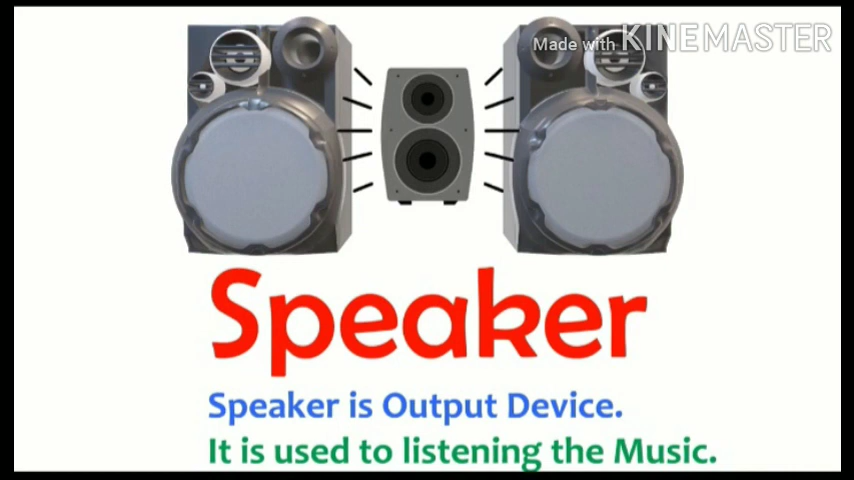 Made with KINEMASTER
Speaker
Speaker is Output Device.
It is used to listening the Music.